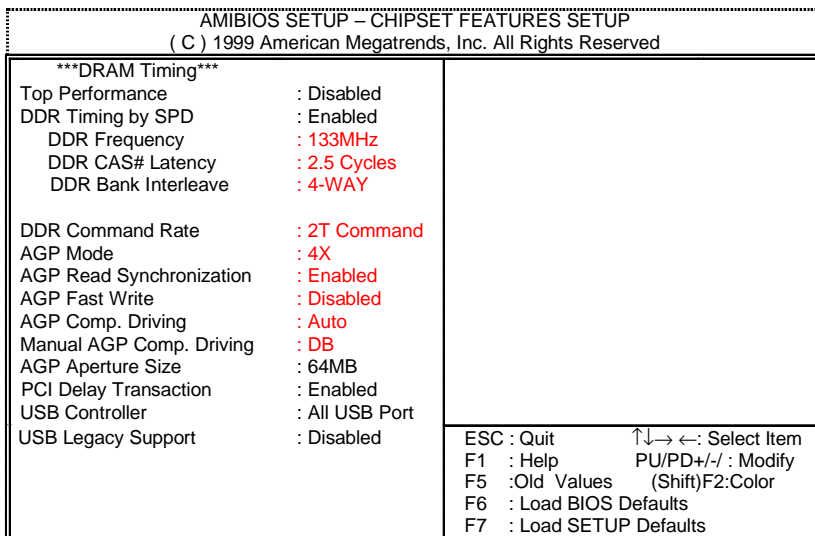 AMIBIOS SETUP – CHIPSET FEATURES SETUP
( C ) 1999 American Megatrends, Inc. All Rights Reserved
***DRAM Timing***
Top Performance : Disabled
DDR Timing by SPD : Enabled
DDR Frequency : 133MHz
DDR CAS# Latency : 2.5 Cycles
DDR Bank Interleave : 4-WAY
DDR Command Rate : 2T Command
AGP Mode : 4X
AGP Read Synchronization : Enabled
AGP Fast Write : Disabled
AGP Comp. Driving : Auto
Manual AGP Comp. Driving : DB
AGP Aperture Size : 64MB
PCI Delay Transaction : Enabled
USB Controller : All USB Port
USB Legacy Support : Disabled
ESC : Quit ↑↓→ ←: Select Item
F1 : Help PU/PD+/-/ : Modify
F5 :Old Values (Shift)F2:Color
F6 : Load BIOS Defaults
F7 : Load SETUP Defaults